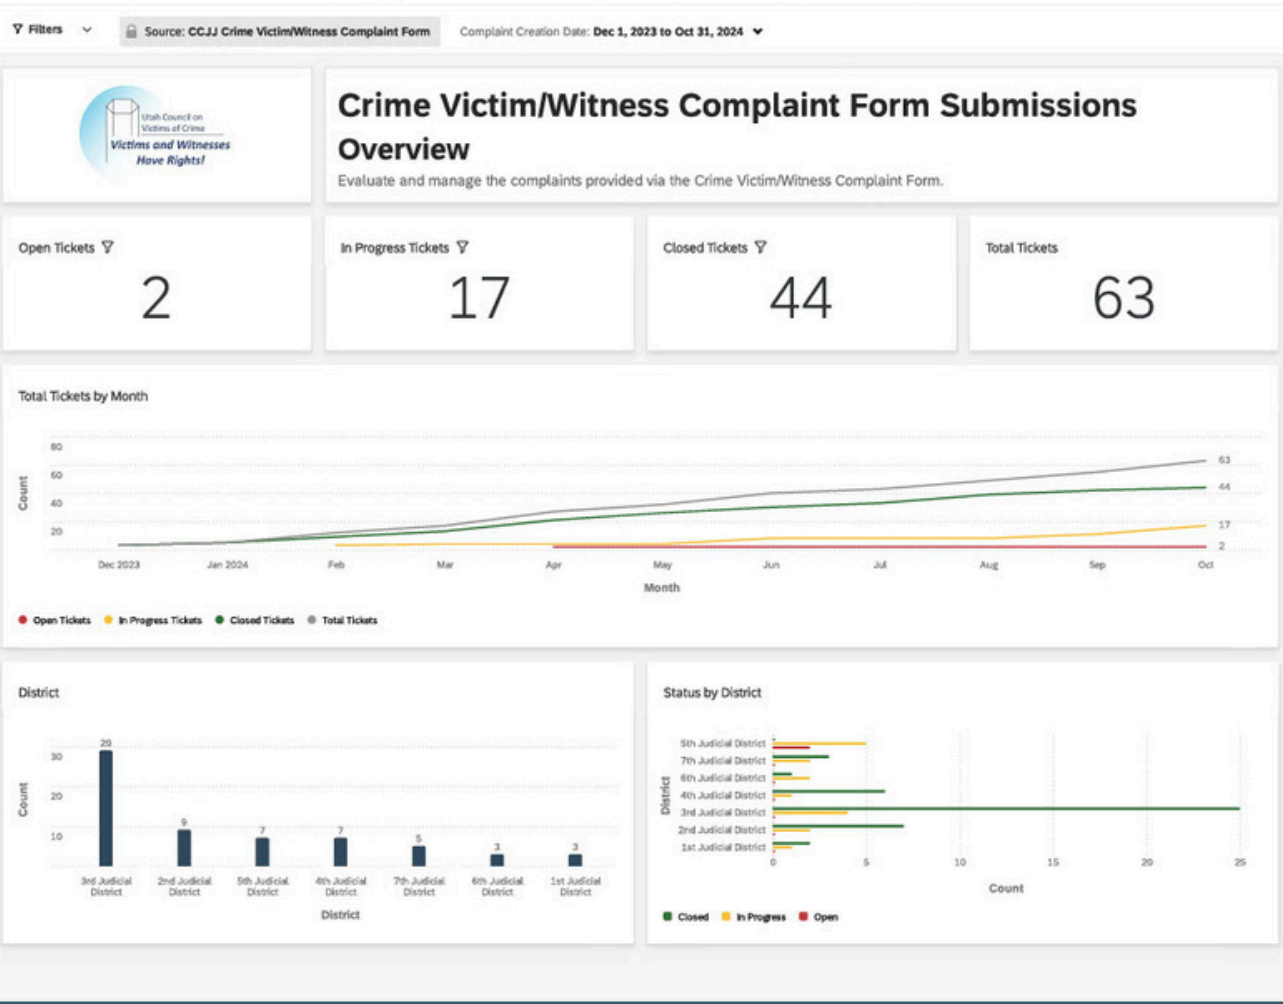 Filters
Source: CCJJ Crime Victim/Witness Complaint Form
Complaint Creation Date: Dec 1, 2023 to Oct 31, 2024
Utah Council on
Victims of Crime
Victims and Witnesses
Have Rights!
Crime Victim/Witness Complaint Form Submissions
Overview
Evaluate and manage the complaints provided via the Crime Victim/Witness Complaint Form.
Open Tickets
2
In Progress Tickets
17
Closed Tickets
44
Total Tickets
63
Total Tickets by Month
Count
80
60
40
20
63
44
17
2
Dec 2023 Jan 2024 Feb Mar Apr May Jun Jul Aug Sep Oct
Month
Open Tickets In Progress Tickets Closed Tickets Total Tickets
District
Count
30
20
10
29 9 7 7 5 3 3
3rd Judicial District
2nd Judicial District
5th Judicial District
4th Judicial District
7th Judicial District
6th Judicial District
1st Judicial District
District
Status by District
District
5th Judicial District
7th Judicial District
6th Judicial District
4th Judicial District
3rd Judicial District
2nd Judicial District
1st Judicial District
0 5 10 15 20 25
Count
Closed In Progress Open